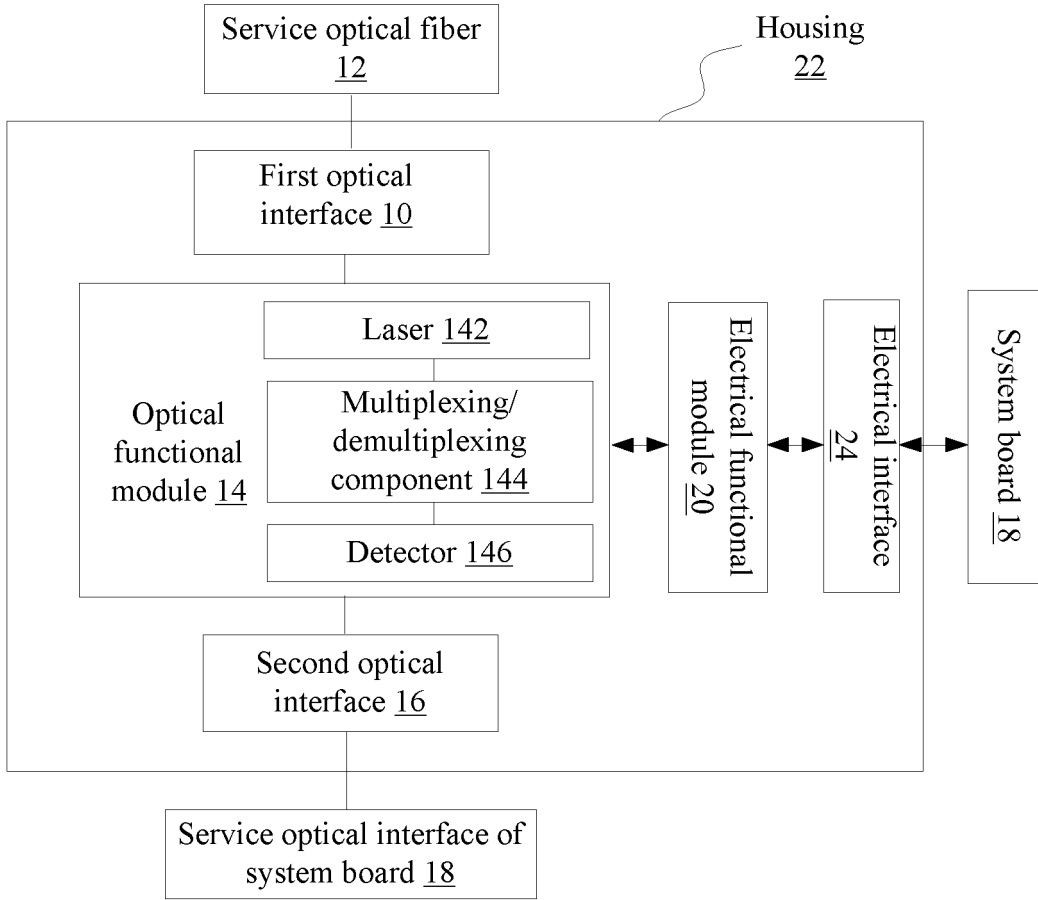 Service optical fiber
12
Housing
22
First optical
interface 10
Laser 142
Multiplexing/
demultiplexing
component 144
Detector 146
Optical
functional
module 14
Electrical functional
module 20
Electrical interface
24
System board 18
Second optical
interface 16
Service optical interface of
system board 18